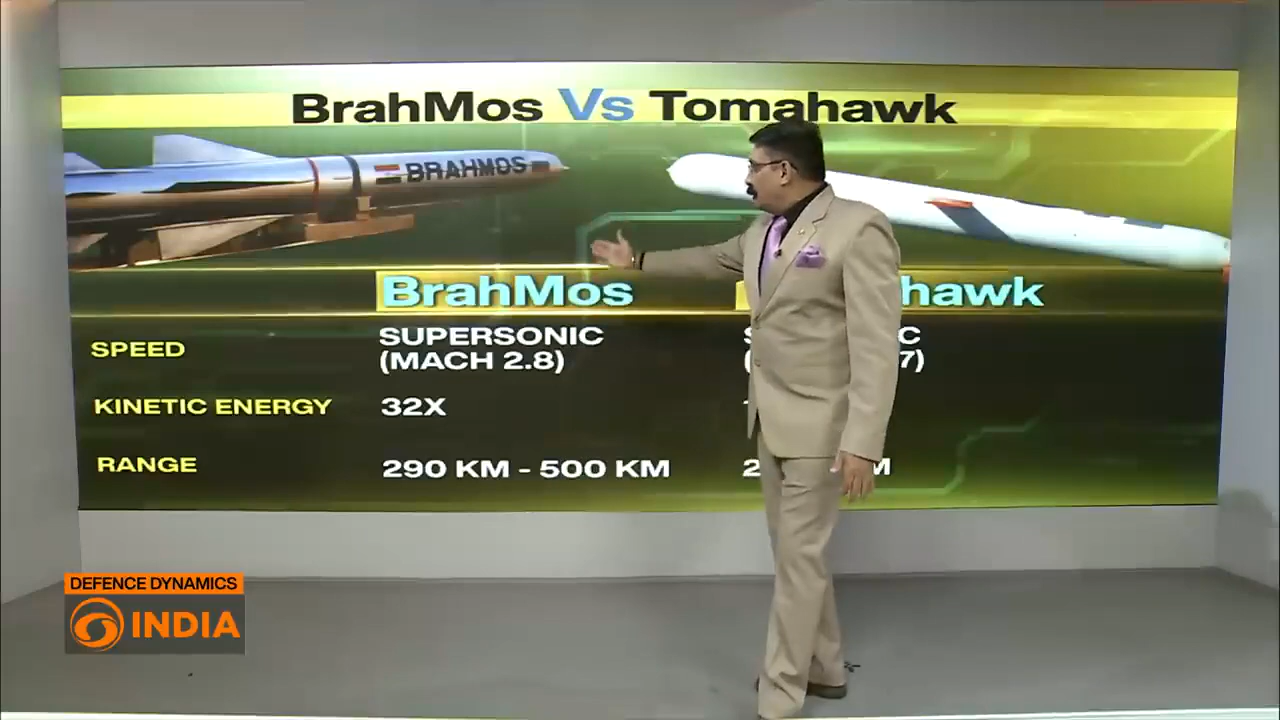 BrahMos Vs Tomahawk
BRAHMOS
BrahMos
SPEED
SUPERSONIC
(MACH 2.8)
KINETIC ENERGY
32X
RANGE
290 KM - 500 KM
DEFENCE DYNAMICS
INDIA